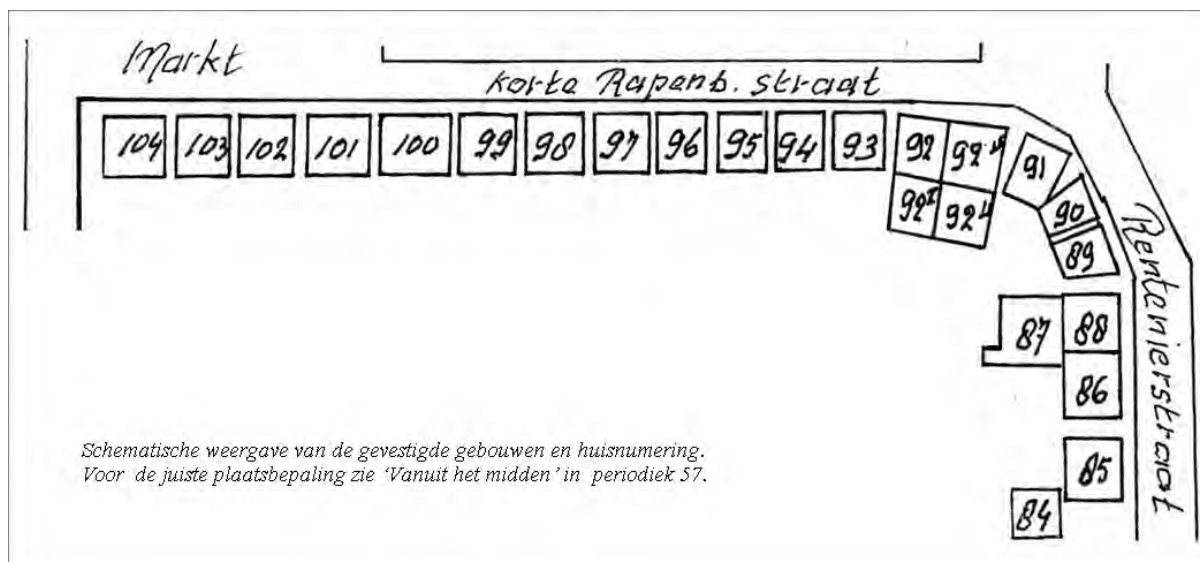 Markt
Korte Rapenb. straat
104 103 102 101 100 99 98 97 96 95 94 93 92
91
92
90
89
87 88
86
85
84
Rentenierstraat
Schematische weergave van de gevestigde gebouwen en huisnumering.
Voor de juiste plaatsbepaling zie 'Vanuit het midden' in periodiek 57.